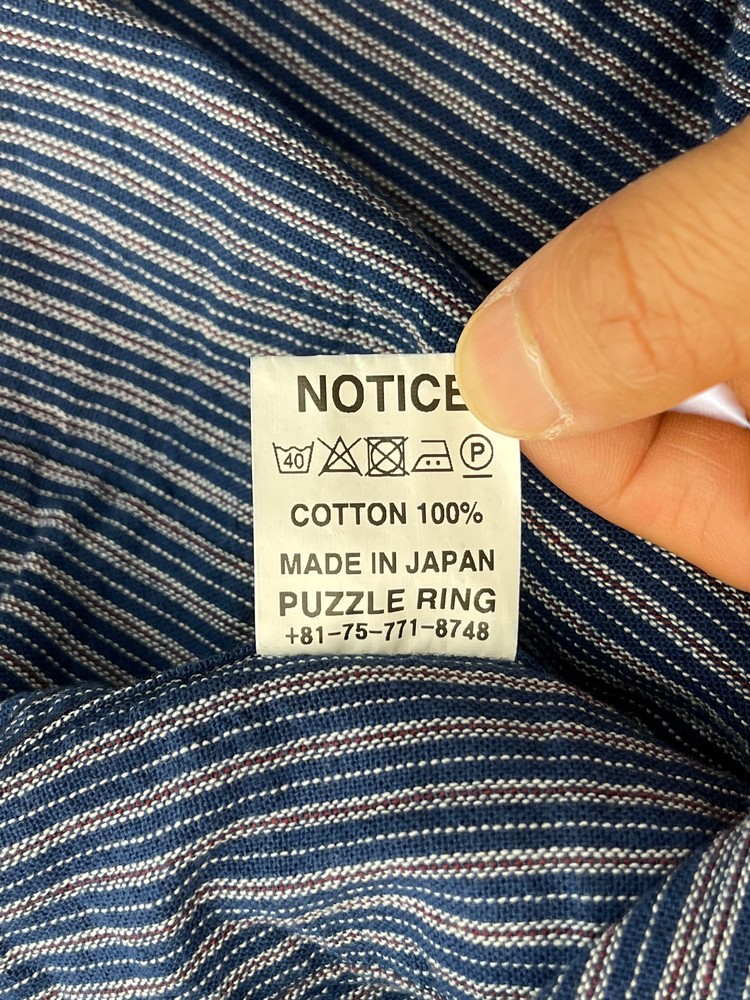 NOTICE
40 P
COTTON 100%
MADE IN JAPAN
PUZZLE RING
+81-75-771-8748